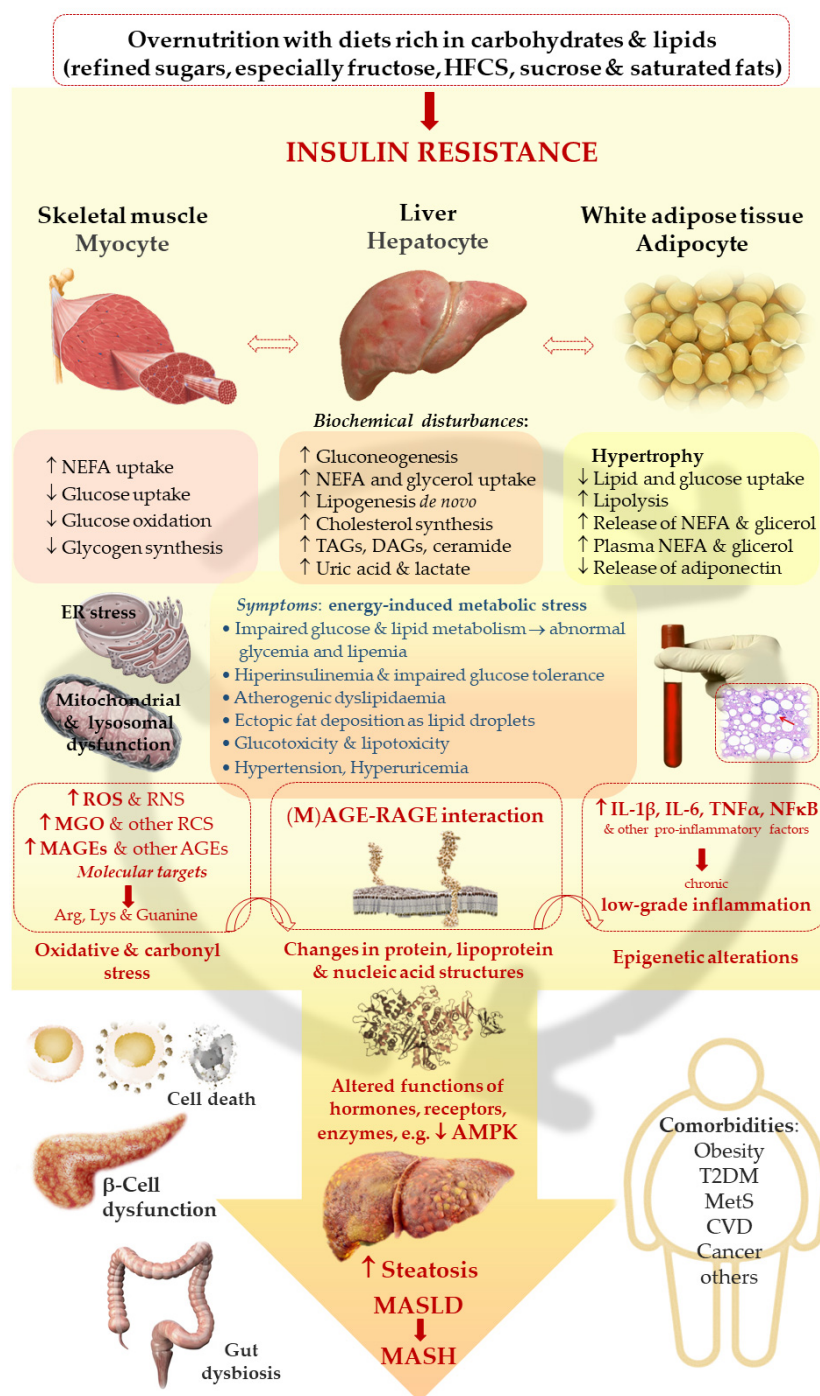 Overnutrition with diets rich in carbohydrates & lipids
(refined sugars, especially fructose, HFCS, sucrose & saturated fats)
INSULIN RESISTANCE
Skeletal muscle
Myocyte
Liver
Hepatocyte
White adipose tissue
Adipocyte
↑ NEFA uptake
↓ Glucose uptake
↓ Glucose oxidation
↓ Glycogen synthesis
Biochemical disturbances:
↑ Gluconeogenesis
↑ NEFA and glycerol uptake
↑ Lipogenesis de novo
↑ Cholesterol synthesis
↑ TAGs, DAGs, ceramide
↑ Uric acid & lactate
Hypertrophy
↓ Lipid and glucose uptake
↑ Lipolysis
↑ Release of NEFA & glicerol
↑ Plasma NEFA & glicerol
↓ Release of adiponectin
ER stress
Mitochondrial
& lysosomal
dysfunction
Symptoms: energy-induced metabolic stress
• Impaired glucose & lipid metabolism → abnormal
glycemia and lipemia
• Hiperinsulinemia & impaired glucose tolerance
• Atherogenic dyslipidaemia
• Ectopic fat deposition as lipid droplets
• Glucotoxicity & lipotoxicity
• Hypertension, Hyperuricemia
↑ ROS & RNS
↑ MGO & other RCS
↑ MAGEs & other AGEs
Molecular targets
Arg, Lys & Guanine
Oxidative & carbonyl
stress
(M)AGE-RAGE interaction
Changes in protein, lipoprotein
& nucleic acid structures
↑ IL-1β, IL-6, TNFα, NFκB
& other pro-inflammatory factors
chronic
low-grade inflammation
Epigenetic alterations
Cell death
β-Cell
dysfunction
Gut
dysbiosis
Altered functions of
hormones, receptors,
enzymes, e.g. ↓ AMPK
↑ Steatosis
MASLD
MASH
Comorbidities:
Obesity
T2DM
MetS
CVD
Cancer
others